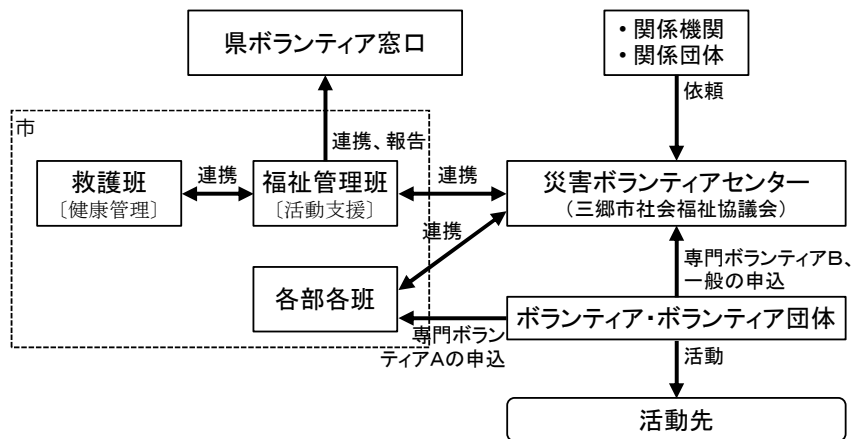 県ボランティア窓口
・関係機関
・関係団体
依頼
市
連携、報告
救護班
〔健康管理〕
連携
福祉管理班
〔活動支援〕
連携
災害ボランティアセンター
（三郷市社会福祉協議会）
連携
専門ボランティアＢ、
一般の申込
各部各班
ボランティア・ボランティア団体
専門ボラン
ティアＡの申込
活動
活動先